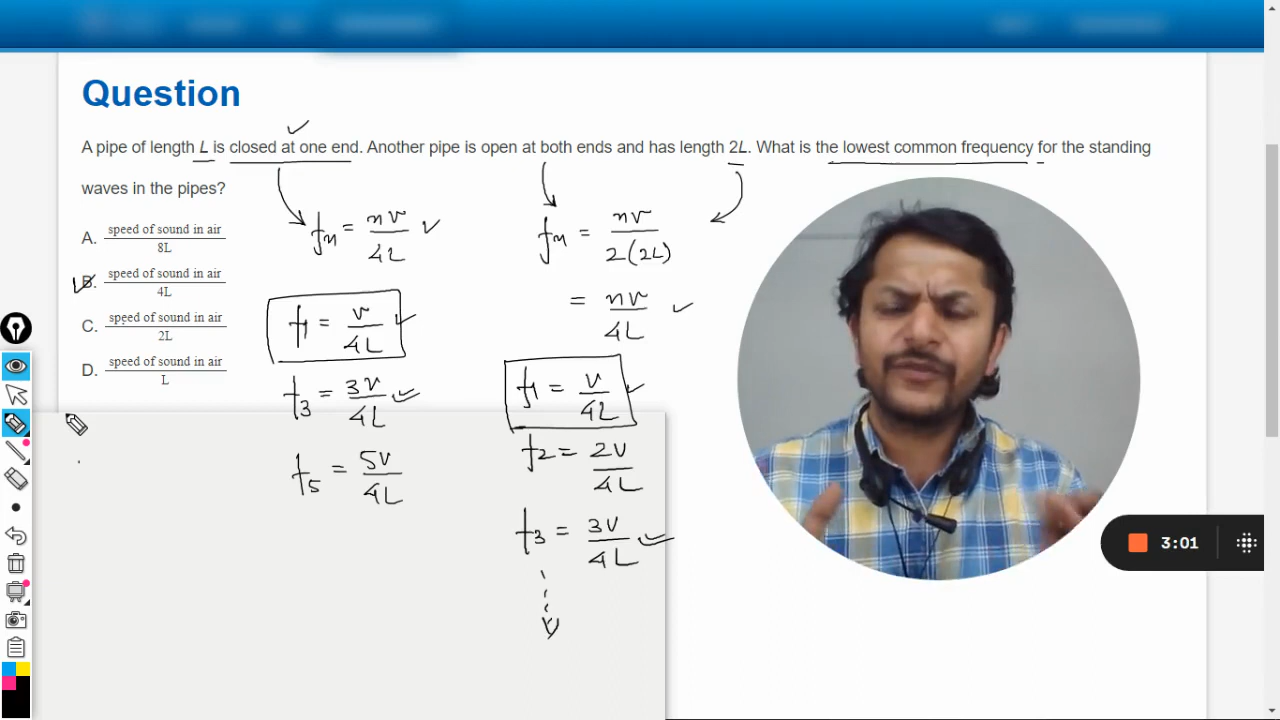 Question
A pipe of length L is closed at one end. Another pipe is open at both ends and has length 2L. What is the lowest common frequency for the standing
waves in the pipes?
A. speed of sound in air / 8L
B. speed of sound in air / 4L
C. speed of sound in air / 2L
D. speed of sound in air / L
fn = nv / 4L
f1 = v / 4L
f3 = 3v / 4L
f5 = 5v / 4L
fn = nv / 2(2L)
= nv / 4L
f1 = v / 4L
f2 = 2v / 4L
f3 = 3v / 4L
3:01